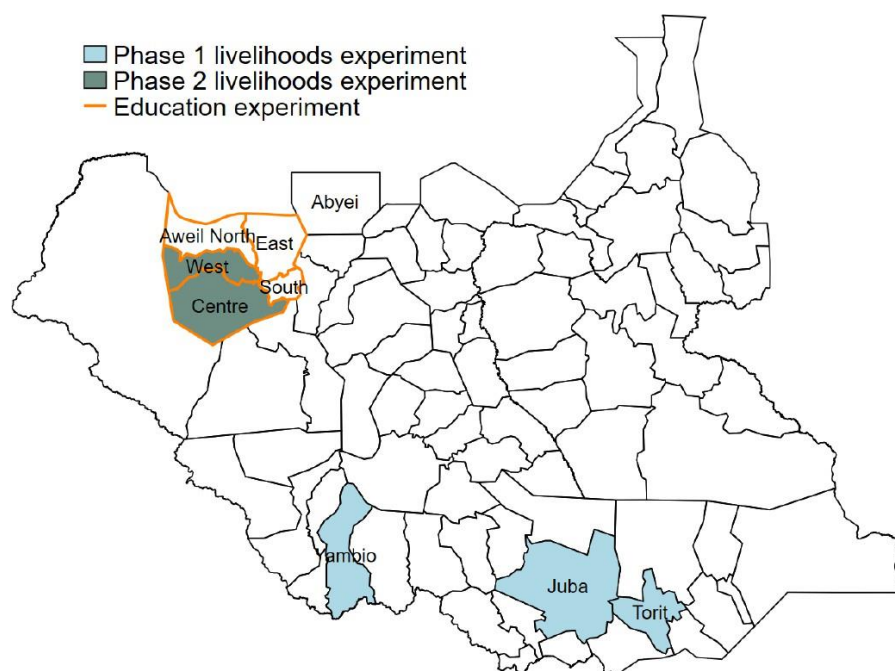 Phase 1 livelihoods experiment
Phase 2 livelihoods experiment
Education experiment
Abyei
Aweil North
East
West
South
Centre
Yambio
Juba
Torit